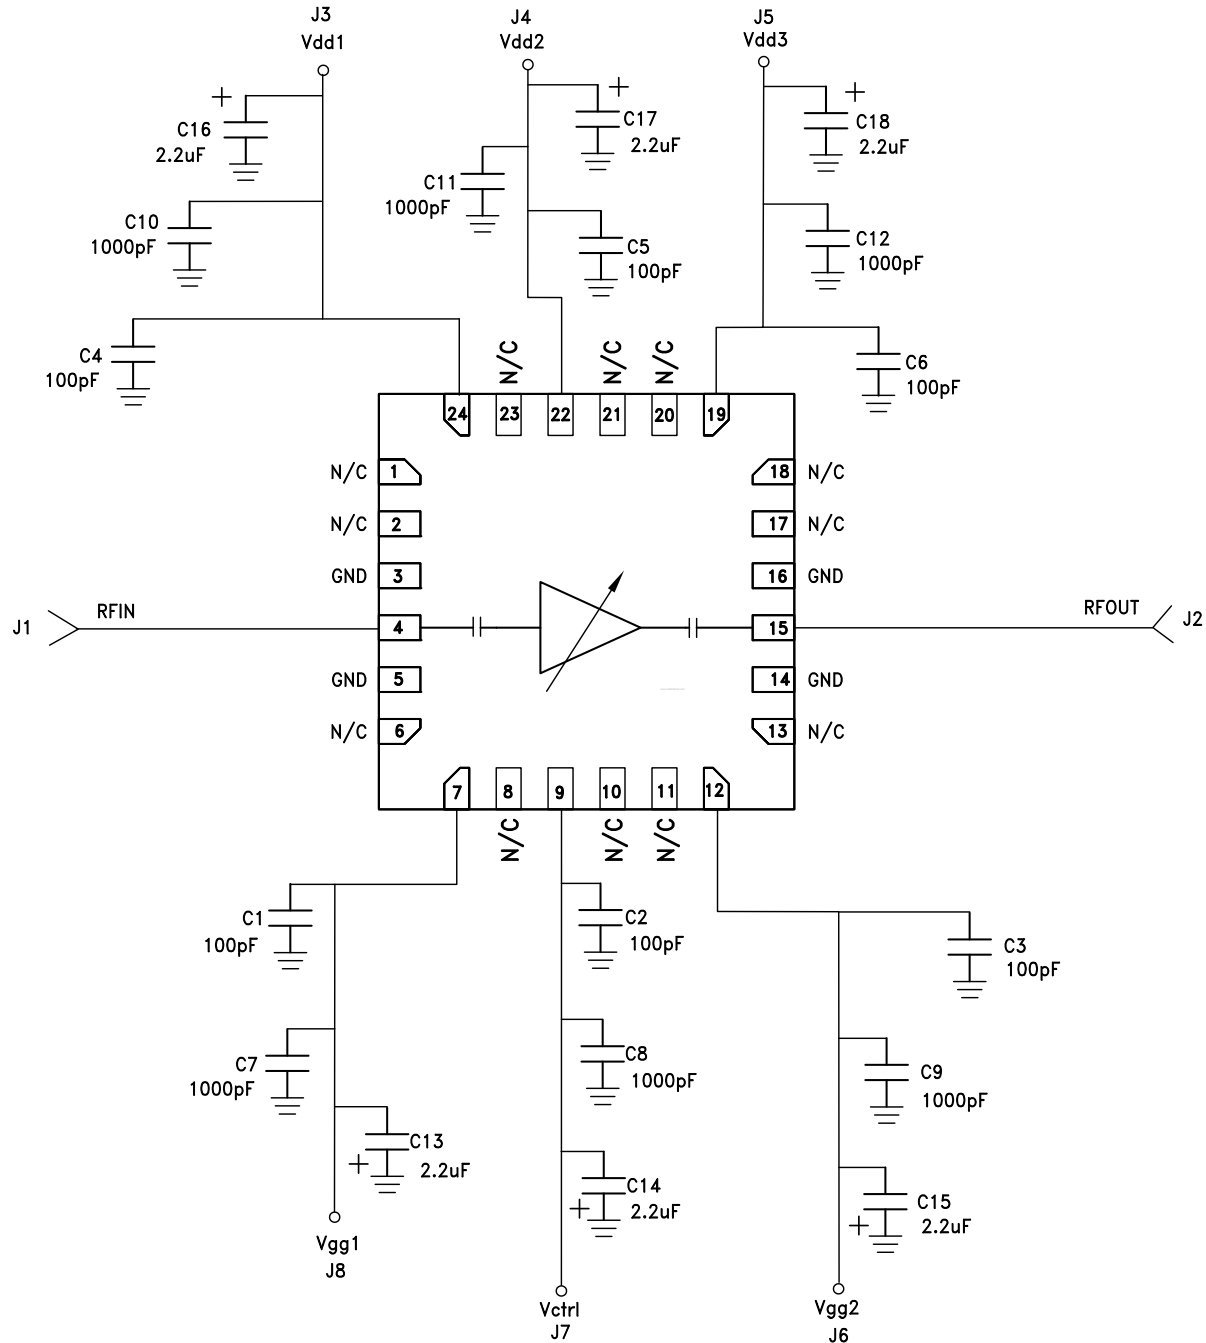 J3
Vdd1
J4
Vdd2
J5
Vdd3
+
C16
2.2uF
+
C17
2.2uF
+
C18
2.2uF
C10
1000pF
C11
1000pF
C5
100pF
C12
1000pF
C4
100pF
C6
100pF
N/C
N/C
N/C
24
23
22
21
20
19
N/C
1
18
N/C
N/C
2
17
N/C
GND
3
16
GND
J1
RFIN
4
15
RFOUT
J2
GND
5
14
GND
N/C
6
13
N/C
7
8
9
10
11
12
N/C
N/C
N/C
C1
100pF
C2
100pF
C3
100pF
C7
1000pF
C8
1000pF
C9
1000pF
C13
+
2.2uF
C14
+
2.2uF
C15
+
2.2uF
Vgg1
J8
Vctrl
J7
Vgg2
J6